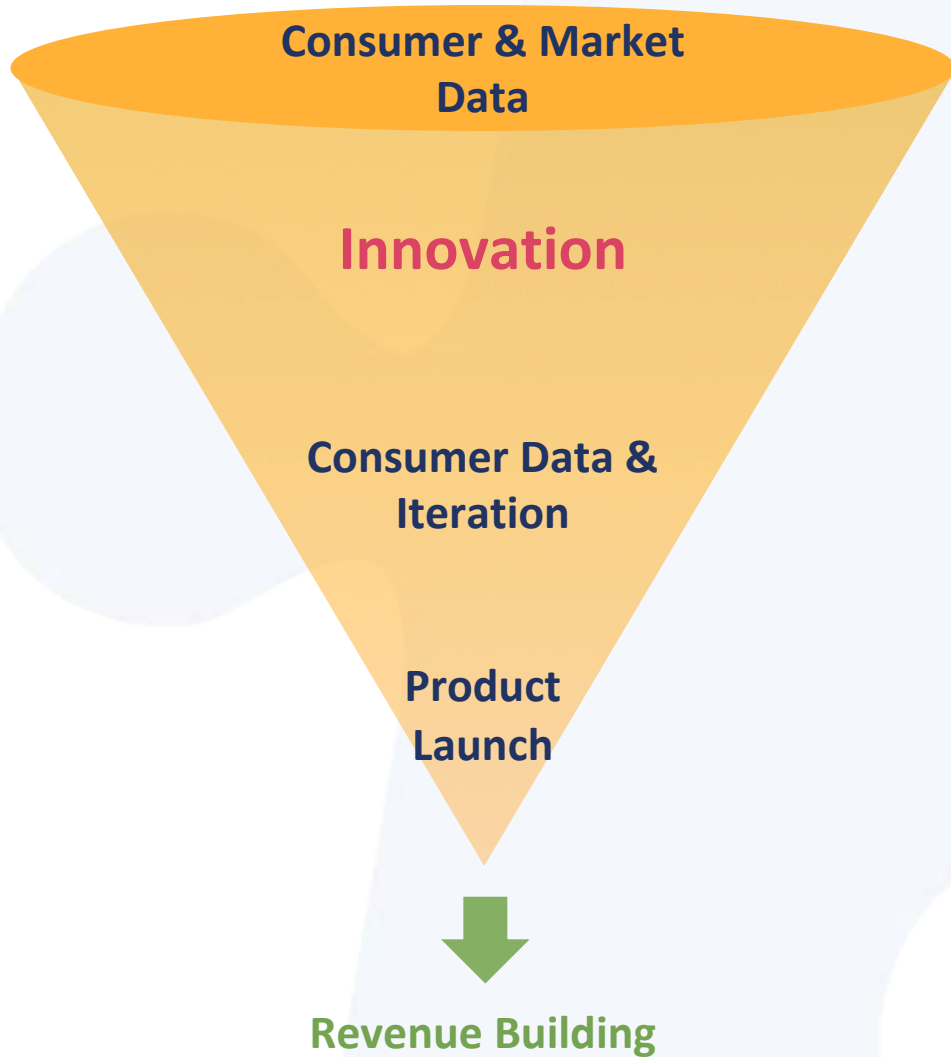 Consumer & Market
Data
Innovation
Consumer Data &
Iteration
Product
Launch
Revenue Building